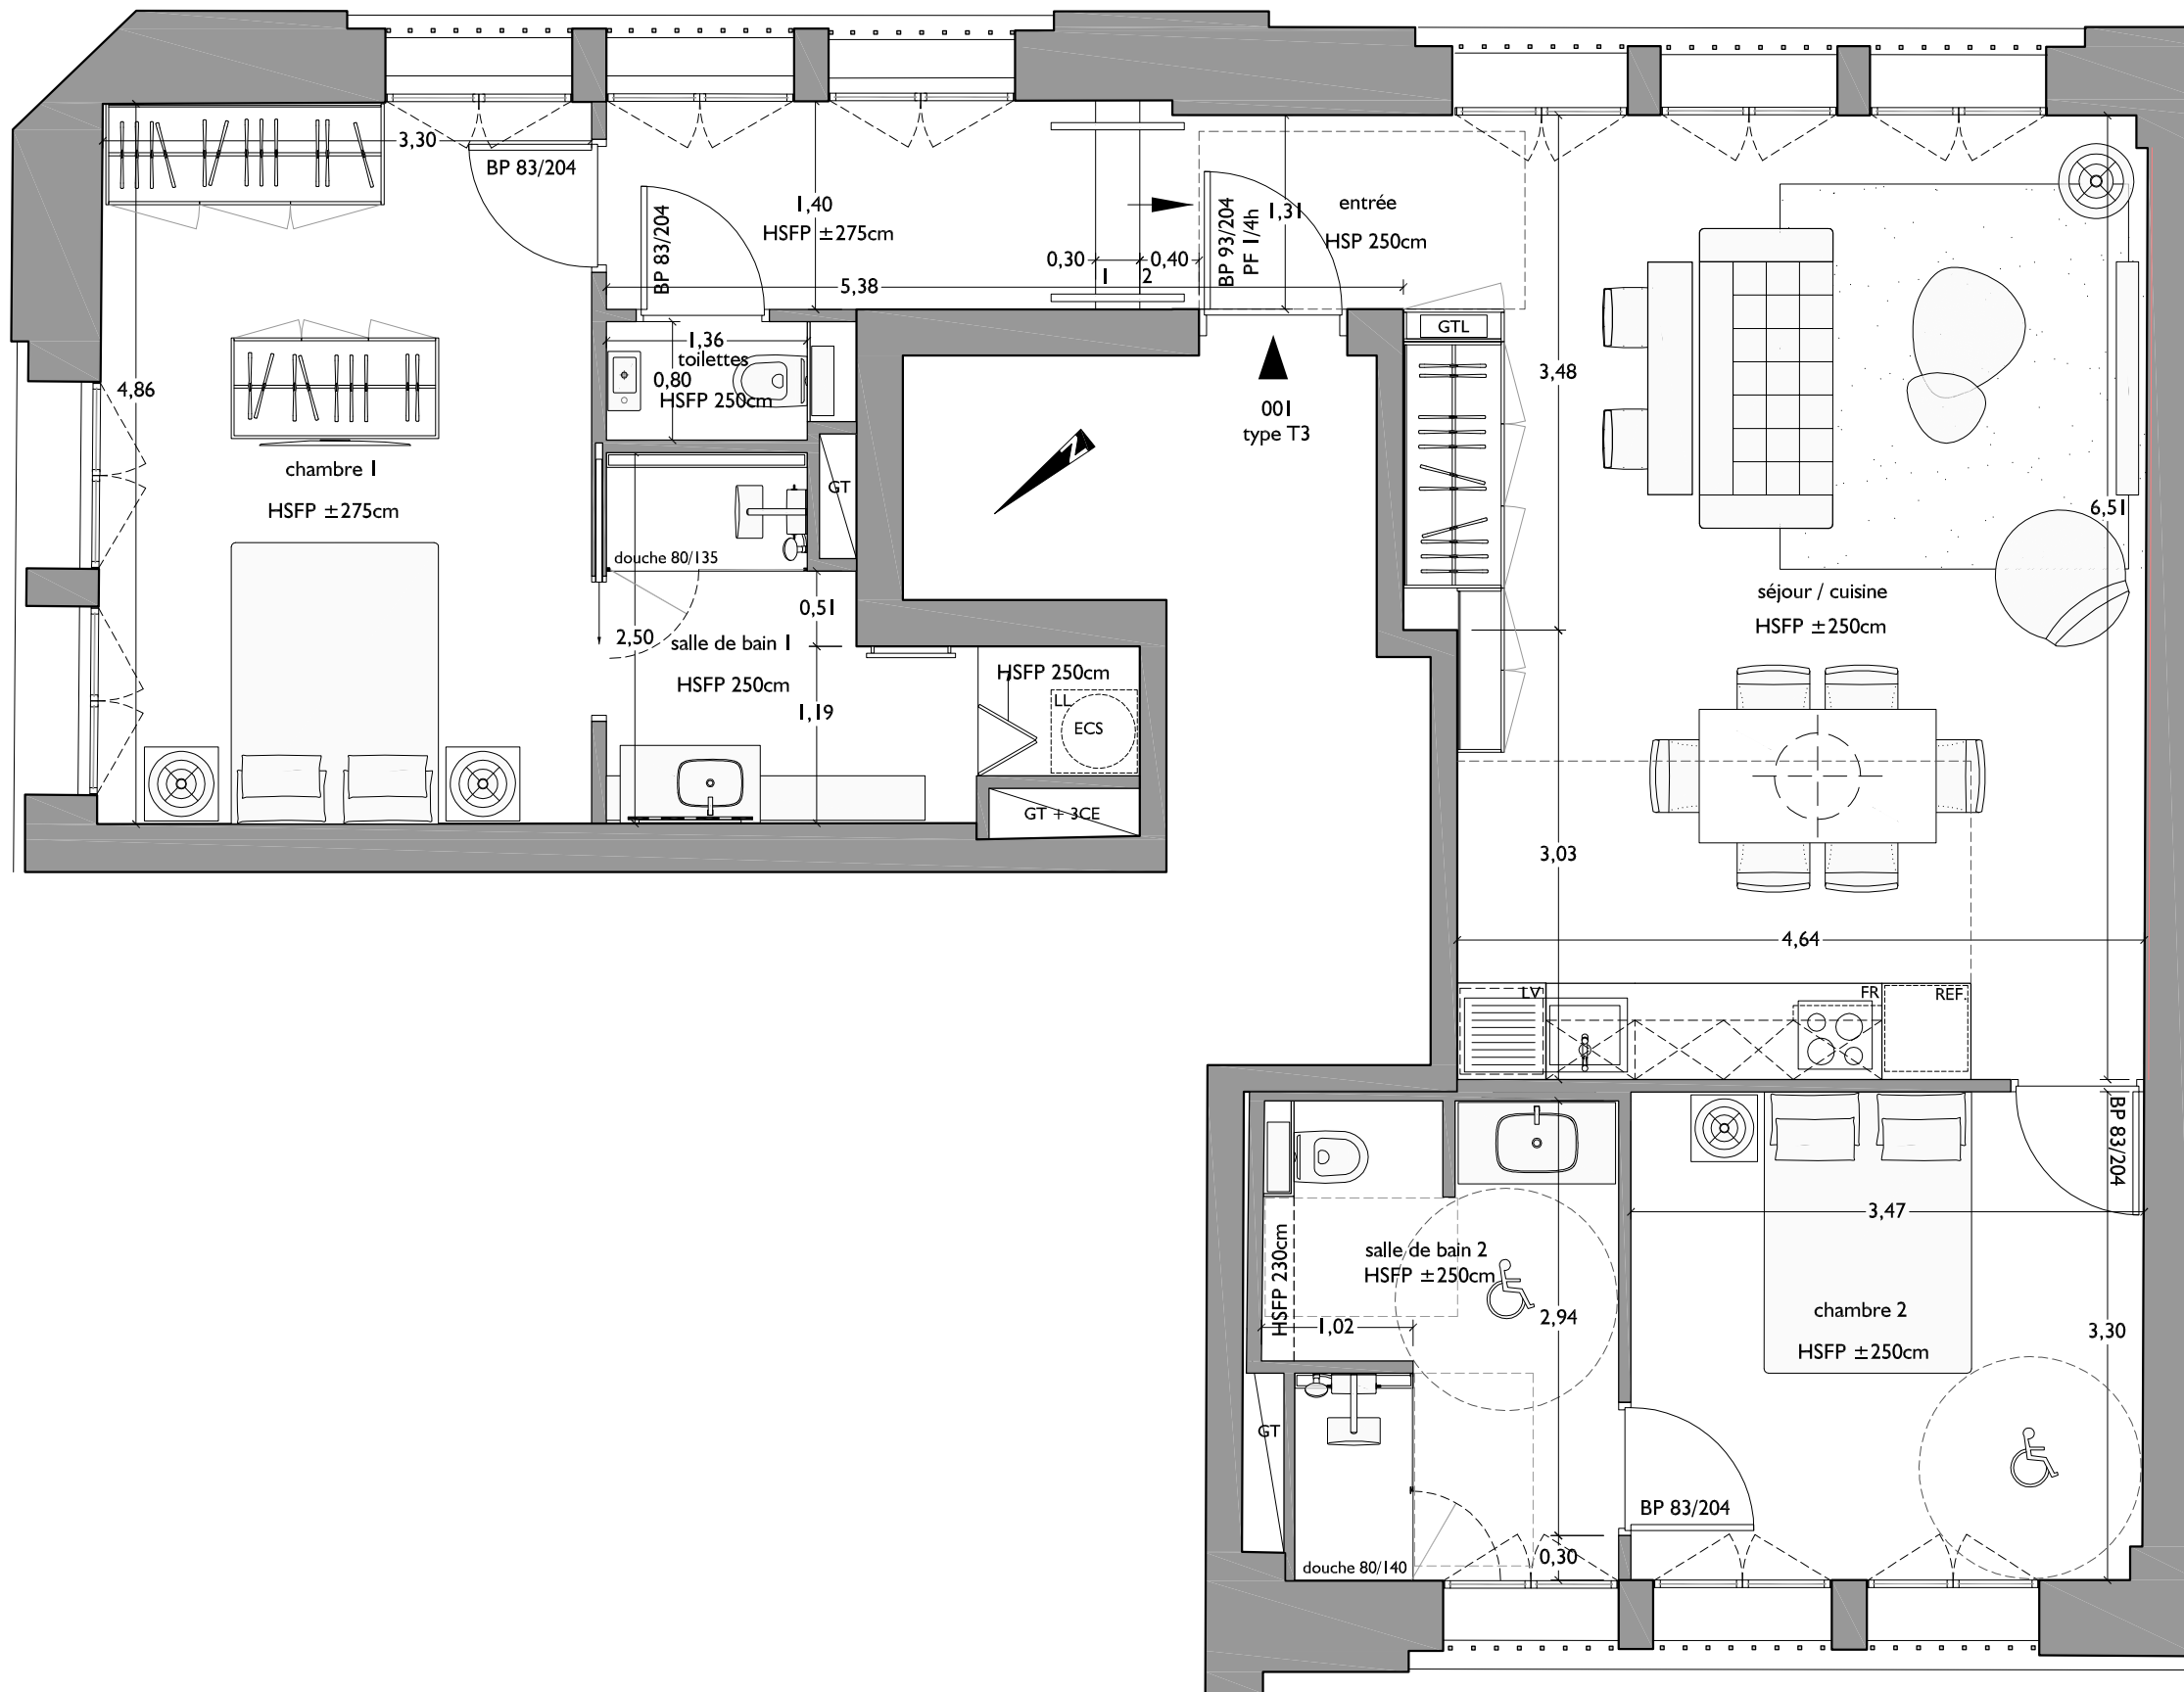 3,30
BP 83/204
BP 83/204
1,40
HSFP ±275cm
0,30
0,40
1
2
5,38
BP 93/204
PF 1/4h
1,31
entrée
HSP 250cm
GTL
1,36
toilettes
0,80
HSFP 250cm
4,86
chambre 1
HSFP ±275cm
GT
douche 80/135
0,51
2,50
salle de bain 1
HSFP 250cm
1,19
HSFP 250cm
LL
ECS
GT + 3CE
N
001
type T3
3,48
6,51
séjour / cuisine
HSFP ±250cm
3,03
4,64
LV
FR
REF.
BP 83/204
3,47
HSFP 230cm
salle de bain 2
HSFP ±250cm
2,94
1,02
chambre 2
HSFP ±250cm
3,30
GT
BP 83/204
0,30
douche 80/140